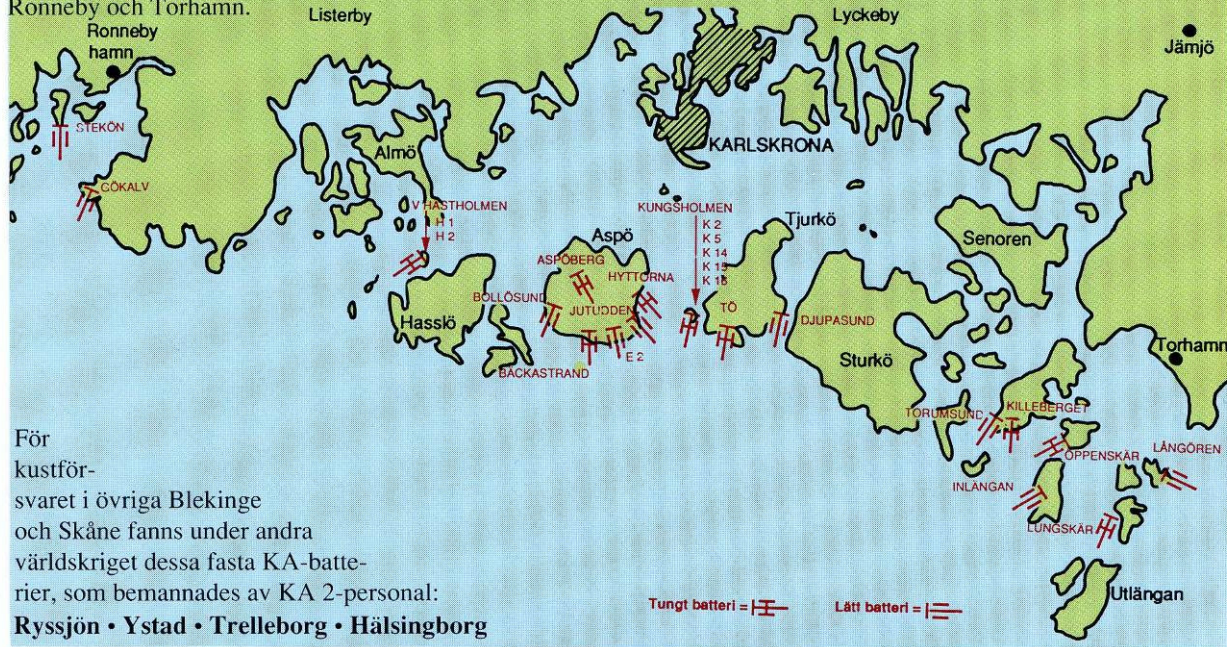 Ronneby och Torhamn.
Listerby
Lyckeby
Ronneby
hamn
Jämjö
STEKÖN
KARLSKRONA
Almö
GÖKALV
V HÄSTHOLMEN
H 1
H 2
KUNGSHOLMEN
K 2
K 5
K 14
K 15
K 16
Tjurkö
Aspö
Senoren
ASPÖBERG
HYTTORNA
BOLLÖSUND
JUTUDDEN
TÖ
DJUPASUND
Hasslö
E 2
BACKASTRAND
Sturkö
Torhamn
TORUMSUND
KILLEBERGET
ÖPPENSKÄR
LÅNGÖREN
INLÄNGAN
LUNGSKÄR
Utlängan
För
kustför-
svaret i övriga Blekinge
och Skåne fanns under andra
världskriget dessa fasta KA-batte-
rier, som bemannades av KA 2-personal:
Ryssjön • Ystad • Trelleborg • Hälsingborg
Tungt batteri =
Lätt batteri =